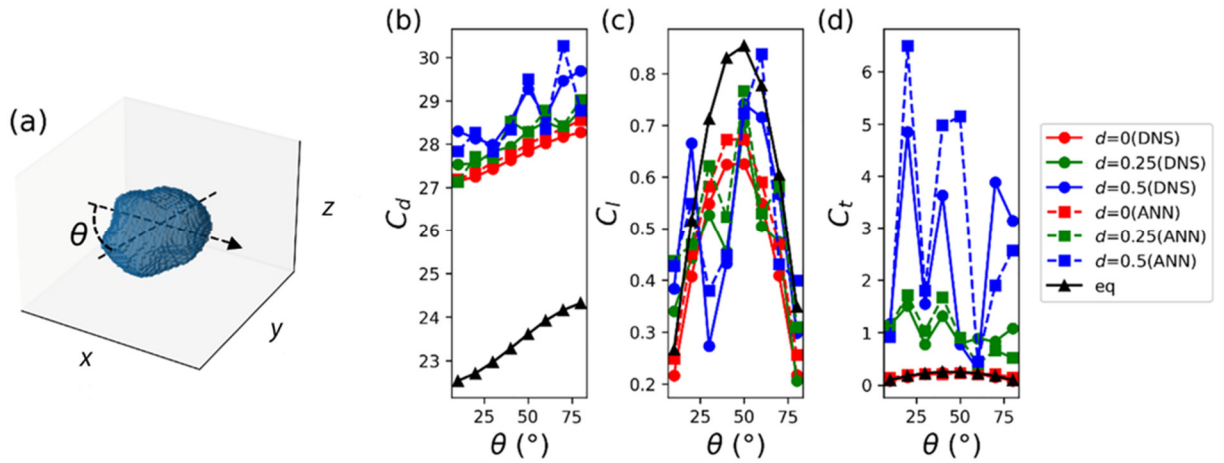 (a)
θ
x
y
z
(b)
C_d
30
29
28
27
26
25
24
23
25
50
75
θ (°)
(c)
C_l
0.8
0.7
0.6
0.5
0.4
0.3
0.2
25
50
75
θ (°)
(d)
C_t
6
5
4
3
2
1
0
25
50
75
θ (°)
d=0(DNS)
d=0.25(DNS)
d=0.5(DNS)
d=0(ANN)
d=0.25(ANN)
d=0.5(ANN)
eq